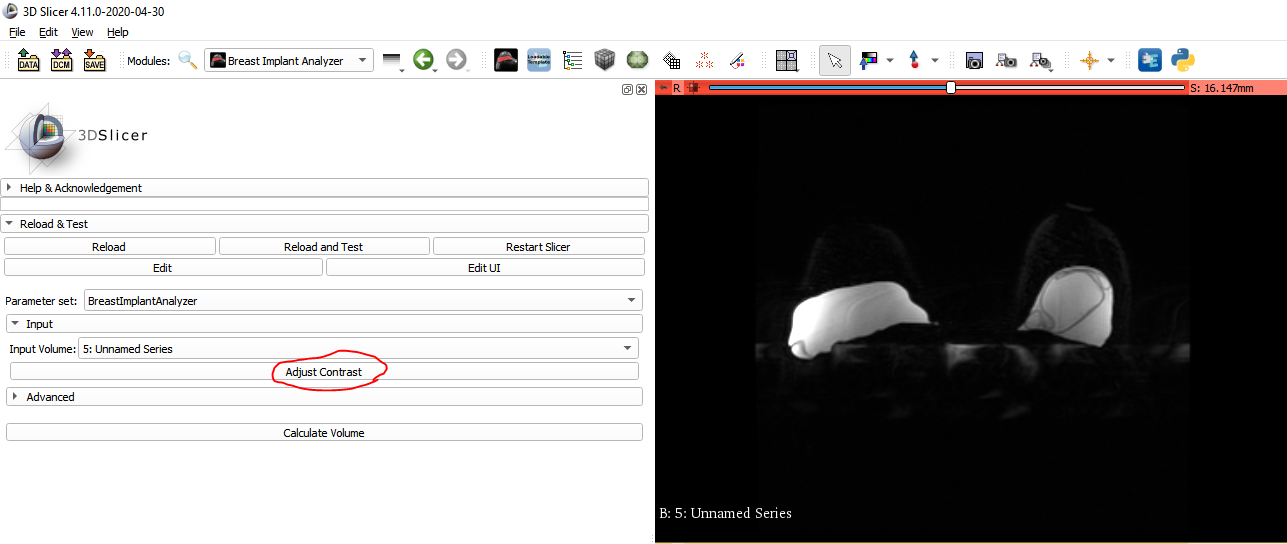 3D Slicer 4.11.0-2020-04-30
File Edit View Help
DATA DCM SAVE Modules: Breast Implant Analyzer Loadable Template
R S: 16.147mm
3DSlicer
Help & Acknowledgement
Reload & Test
Reload Reload and Test Restart Slicer
Edit Edit UI
Parameter set: BreastImplantAnalyzer
Input
Input Volume: 5: Unnamed Series
Adjust Contrast
Advanced
Calculate Volume
B: 5: Unnamed Series